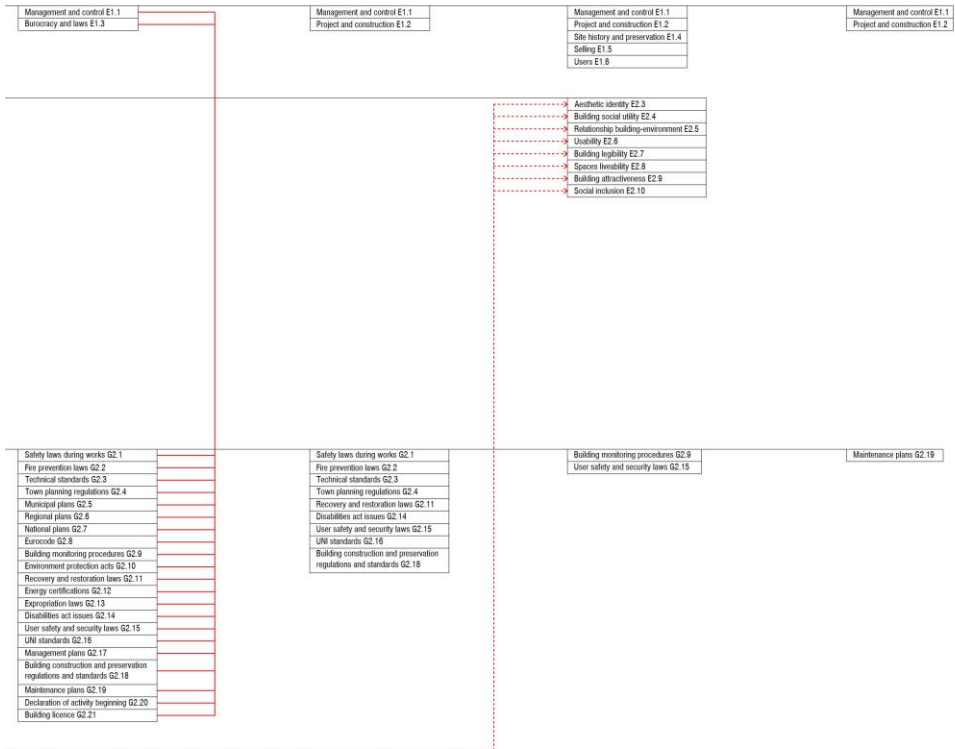 Management and control E1.1
Burocracy and laws E1.3
Management and control E1.1
Project and construction E1.2
Management and control E1.1
Project and construction E1.2
Site history and preservation E1.4
Selling E1.5
Users E1.6
Management and control E1.1
Project and construction E1.2
Aesthetic identity E2.3
Building social utility E2.4
Relationship building-environment E2.5
Usability E2.6
Building legibility E2.7
Spaces liveability E2.8
Building attractiveness E2.9
Social inclusion E2.10
Safety laws during works G2.1
Fire prevention laws G2.2
Technical standards G2.3
Town planning regulations G2.4
Municipal plans G2.5
Regional plans G2.6
National plans G2.7
Eurocode G2.8
Building monitoring procedures G2.9
Environment protection acts G2.10
Recovery and restoration laws G2.11
Energy certifications G2.12
Expropriation laws G2.13
Disabilities act issues G2.14
User safety and security laws G2.15
UNI standards G2.16
Management plans G2.17
Building construction and preservation
regulations and standards G2.18
Maintenance plans G2.19
Declaration of activity beginning G2.20
Building licence G2.21
Safety laws during works G2.1
Fire prevention laws G2.2
Technical standards G2.3
Town planning regulations G2.4
Recovery and restoration laws G2.11
Disabilities act issues G2.14
User safety and security laws G2.15
UNI standards G2.16
Building construction and preservation
regulations and standards G2.18
Building monitoring procedures G2.9
User safety and security laws G2.15
Maintenance plans G2.19